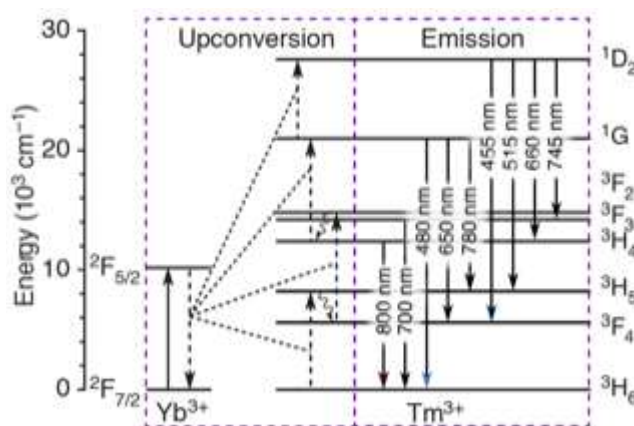 Upconversion Emission
30
20
10
0
Energy (10³ cm⁻¹)
²F₅/₂
²F₇/₂
Yb³⁺
Tm³⁺
800 nm
700 nm
480 nm
650 nm
780 nm
455 nm
515 nm
660 nm
745 nm
¹D₂
¹G
³F₂
³H₅
³F₄
³H₆